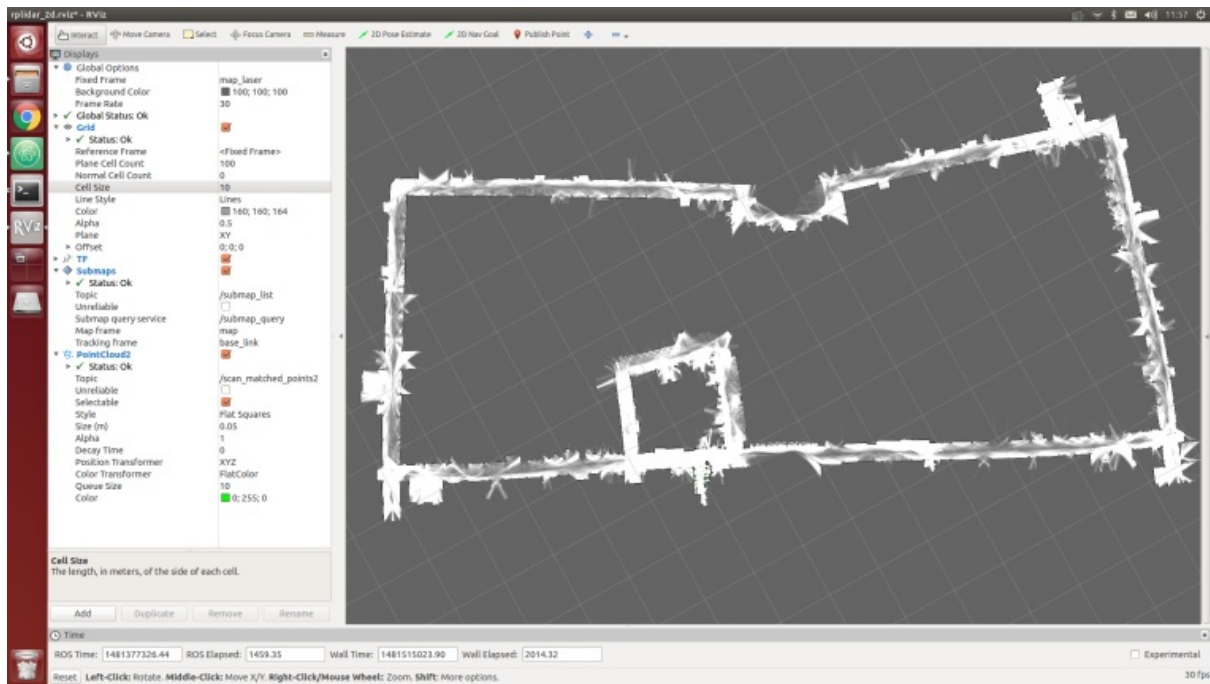 rplidar_2d.rviz* - RViz
11:57
Interact Move Camera Select Focus Camera Measure 2D Pose Estimate 2D Nav Goal Publish Point
Displays
Global Options
Fixed Frame map_laser
Background Color 100; 100; 100
Frame Rate 30
Global Status: Ok
Grid
Status: Ok
Reference Frame <Fixed Frame>
Plane Cell Count 100
Normal Cell Count 0
Cell Size 10
Line Style Lines
Color 160; 160; 164
Alpha 0.5
Plane XY
Offset 0; 0; 0
TF
Submaps
Status: Ok
Topic /submap_list
Unreliable
Submap query service /submap_query
Map frame map
Tracking frame base_link
PointCloud2
Status: Ok
Topic /scan_matched_points2
Unreliable
Selectable
Style Flat Squares
Size (m) 0.05
Alpha 1
Decay Time 0
Position Transformer XYZ
Color Transformer FlatColor
Queue Size 10
Color 0; 255; 0
RViz
Cell Size
The length, in meters, of the side of each cell.
Add Duplicate Remove Rename
Time
ROS Time: 1481377326.44 ROS Elapsed: 1459.35 Wall Time: 1481515023.90 Wall Elapsed: 2014.32 Experimental
Reset Left-Click: Rotate. Middle-Click: Move X/Y. Right-Click/Mouse Wheel: Zoom. Shift: More options. 30 fps